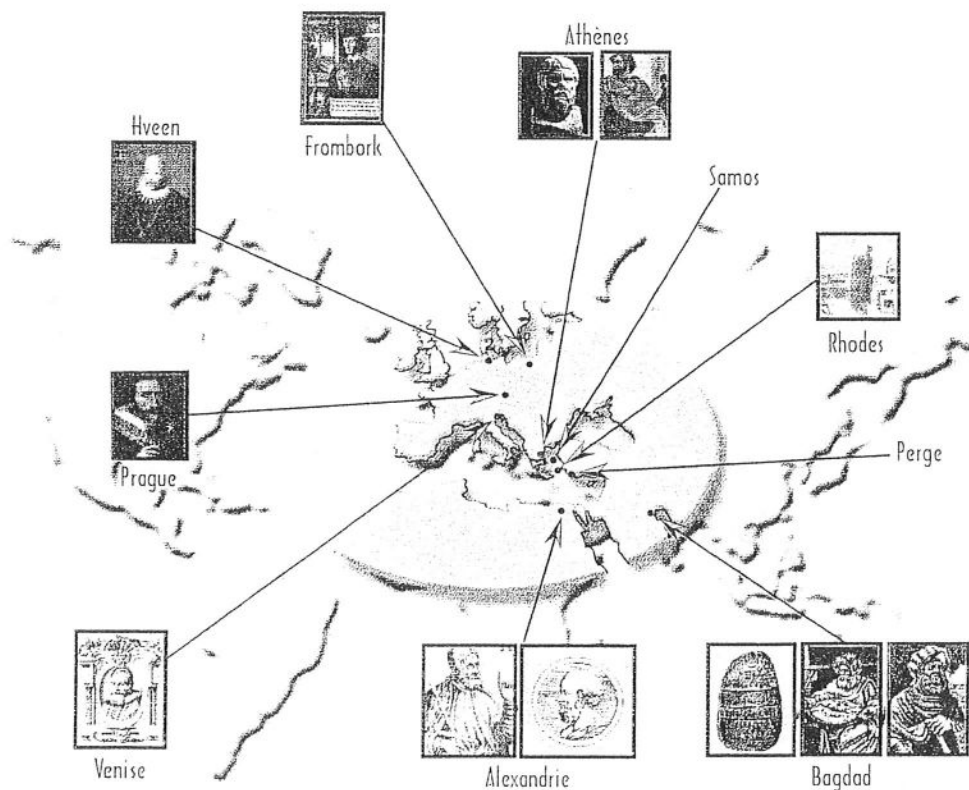 Athènes
Hveen
Frombork
Samos
Rhodes
Prague
Perge
Venise
Alexandrie
Bagdad